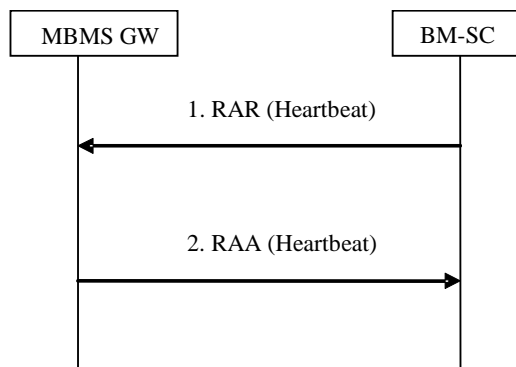 MBMS GW
BM-SC
1. RAR (Heartbeat)
2. RAA (Heartbeat)